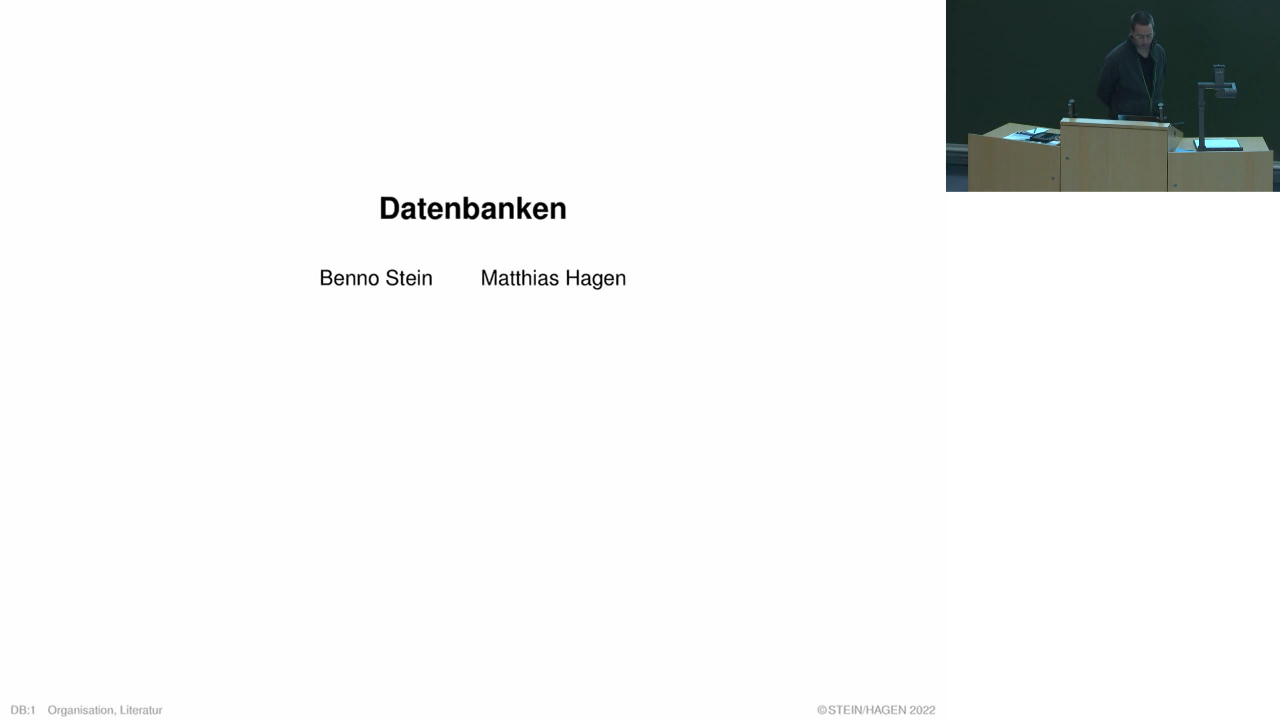 Datenbanken
Benno Stein Matthias Hagen
DB:1 Organisation, Literatur
©STEIN/HAGEN 2022